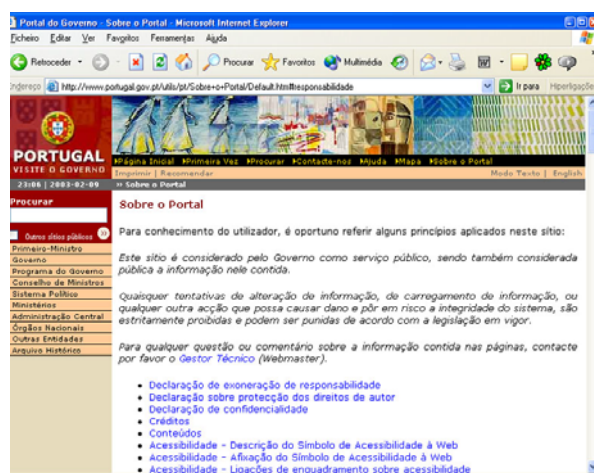 Portal do Governo - Sobre o Portal - Microsoft Internet Explorer
Ficheiro Editar Ver Favoritos Ferramentas Ajuda
Retroceder Procurar Favoritos Multimédia
Endereço http://www.portugal.gov.pt/utils/pt/Sobre+o+Portal/Default.htm#responsabilidade Ir para Hiperligações
PORTUGAL
VISITE O GOVERNO
Página Inicial Primeira Vez Procurar Contacte-nos Ajuda Mapa Sobre o Portal
Imprimir | Recomendar Modo Texto | English
23:06 | 2003-02-09 » Sobre o Portal
Procurar
Outros sítios públicos
Primeiro-Ministro
Governo
Programa do Governo
Conselho de Ministros
Sistema Político
Ministérios
Administração Central
Órgãos Nacionais
Outras Entidades
Arquivo Histórico
Sobre o Portal
Para conhecimento do utilizador, é oportuno referir alguns princípios aplicados neste sítio:
Este sítio é considerado pelo Governo como serviço público, sendo também considerada
pública a informação nele contida.
Quaisquer tentativas de alteração de informação, de carregamento de informação, ou
qualquer outra acção que possa causar dano e pôr em risco a integridade do sistema, são
estritamente proibidas e podem ser punidas de acordo com a legislação em vigor.
Para qualquer questão ou comentário sobre a informação contida nas páginas, contacte
por favor o Gestor Técnico (Webmaster).
• Declaração de exoneração de responsabilidade
• Declaração sobre protecção dos direitos de autor
• Declaração de confidencialidade
• Créditos
• Conteúdos
• Acessibilidade - Descrição do Símbolo de Acessibilidade à Web
• Acessibilidade - Afixação do Símbolo de Acessibilidade à Web
• Acessibilidade - Ligações de enquadramento sobre acessibilidade